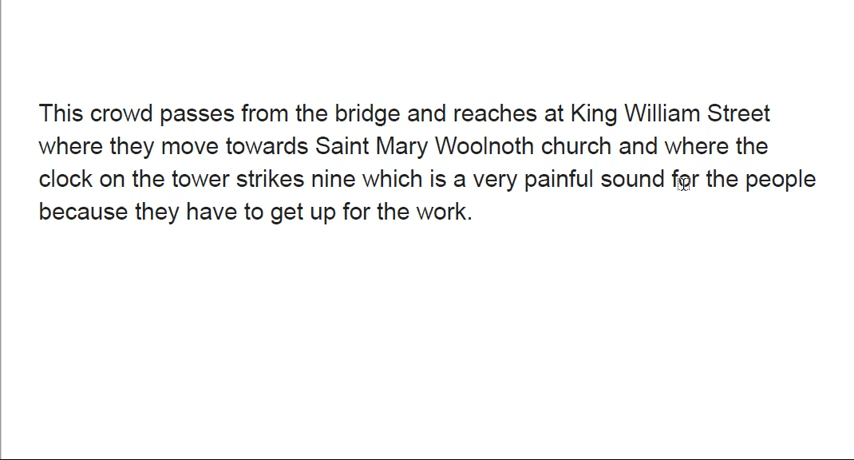 This crowd passes from the bridge and reaches at King William Street
where they move towards Saint Mary Woolnoth church and where the
clock on the tower strikes nine which is a very painful sound for the people
because they have to get up for the work.